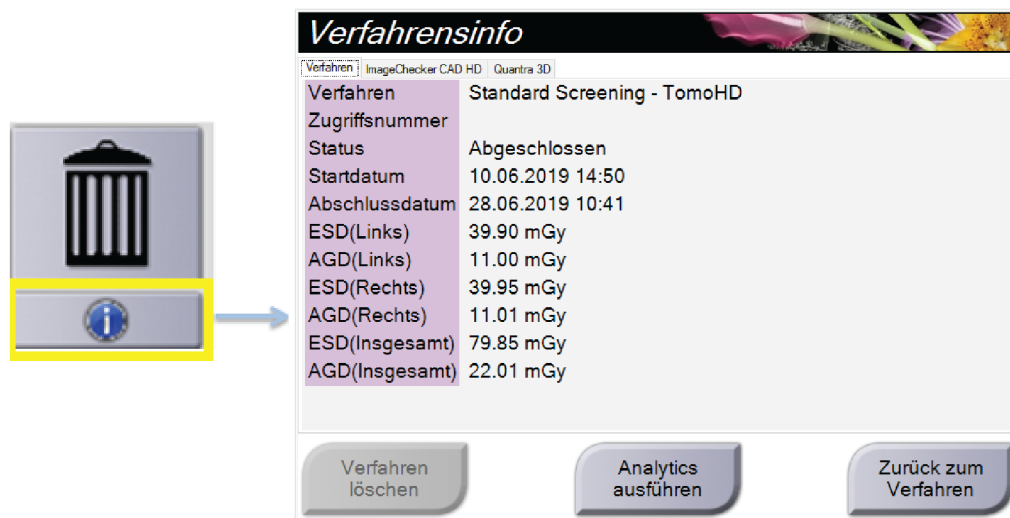 Verfahrensinfo
Verfahren ImageChecker CAD HD Quantra 3D
Verfahren Standard Screening - TomoHD
Zugriffsnummer
Status Abgeschlossen
Startdatum 10.06.2019 14:50
Abschlussdatum 28.06.2019 10:41
ESD(Links) 39.90 mGy
AGD(Links) 11.00 mGy
ESD(Rechts) 39.95 mGy
AGD(Rechts) 11.01 mGy
ESD(Insgesamt) 79.85 mGy
AGD(Insgesamt) 22.01 mGy
Verfahren
löschen
Analytics
ausführen
Zurück zum
Verfahren